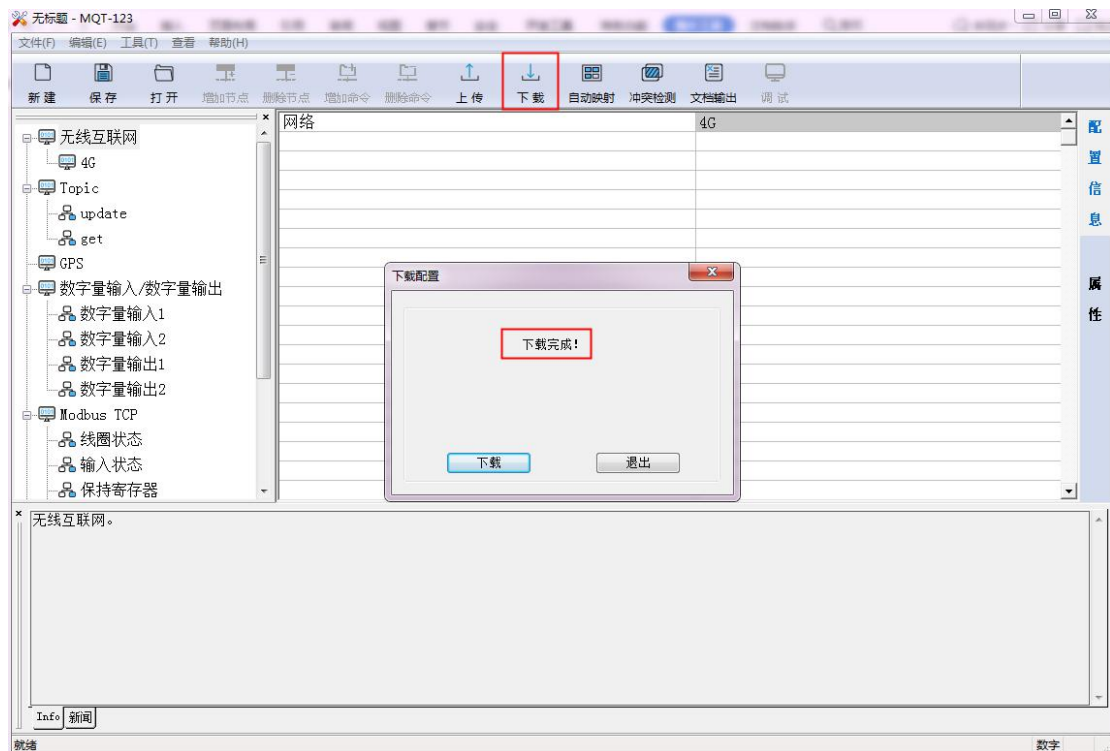 无标题 - MQT-123
文件(F) 编辑(E) 工具(T) 查看 帮助(H)
新建 保存 打开 增加节点 删除节点 增加命令 删除命令 上传 下载 自动映射 冲突检测 文档输出 调试
网络 4G
无线互联网
4G
Topic
update
get
GPS
数字量输入/数字量输出
数字量输入1
数字量输入2
数字量输出1
数字量输出2
Modbus TCP
线圈状态
输入状态
保持寄存器
下载配置
下载完成!
下载 退出
配置信息
属性
无线互联网。
Info 新闻
就绪 数字